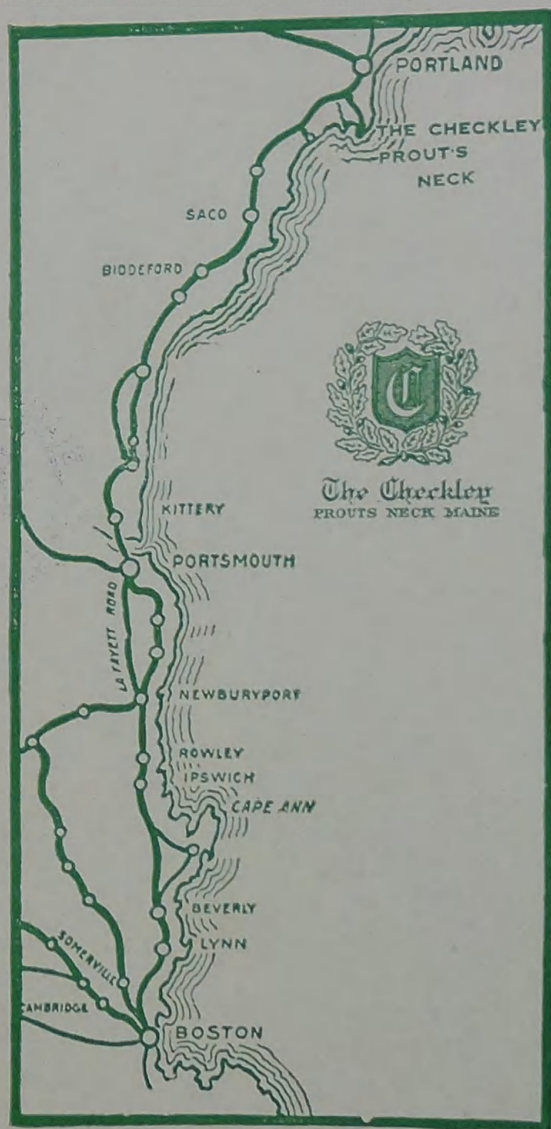 PORTLAND
THE CHECKLEY
PROUT'S
NECK
SACO
BIDDEFORD
C
The Checkley
PROUTS NECK MAINE
KITTERY
PORTSMOUTH
LA FAYETT ROAD
NEWBURYPORT
ROWLEY
IPSWICH
CAPE ANN
BEVERLY
LYNN
SOMERVILLE
CAMBRIDGE
BOSTON